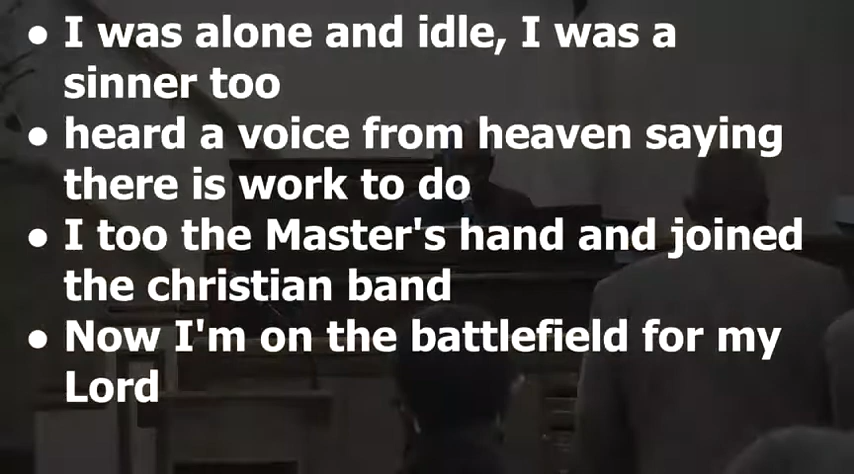 ● I was alone and idle, I was a
sinner too
● heard a voice from heaven saying
there is work to do
● I too the Master's hand and joined
the christian band
● Now I'm on the battlefield for my
Lord